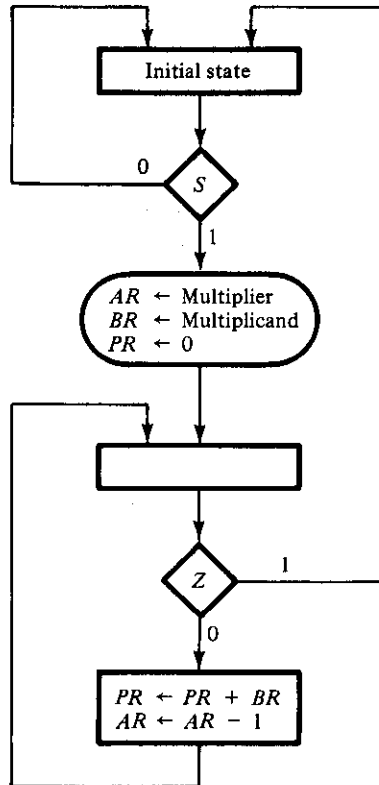 Initial state
0
S
1
AR ← Multiplier
BR ← Multiplicand
PR ← 0
Z
1
0
PR ← PR + BR
AR ← AR − 1